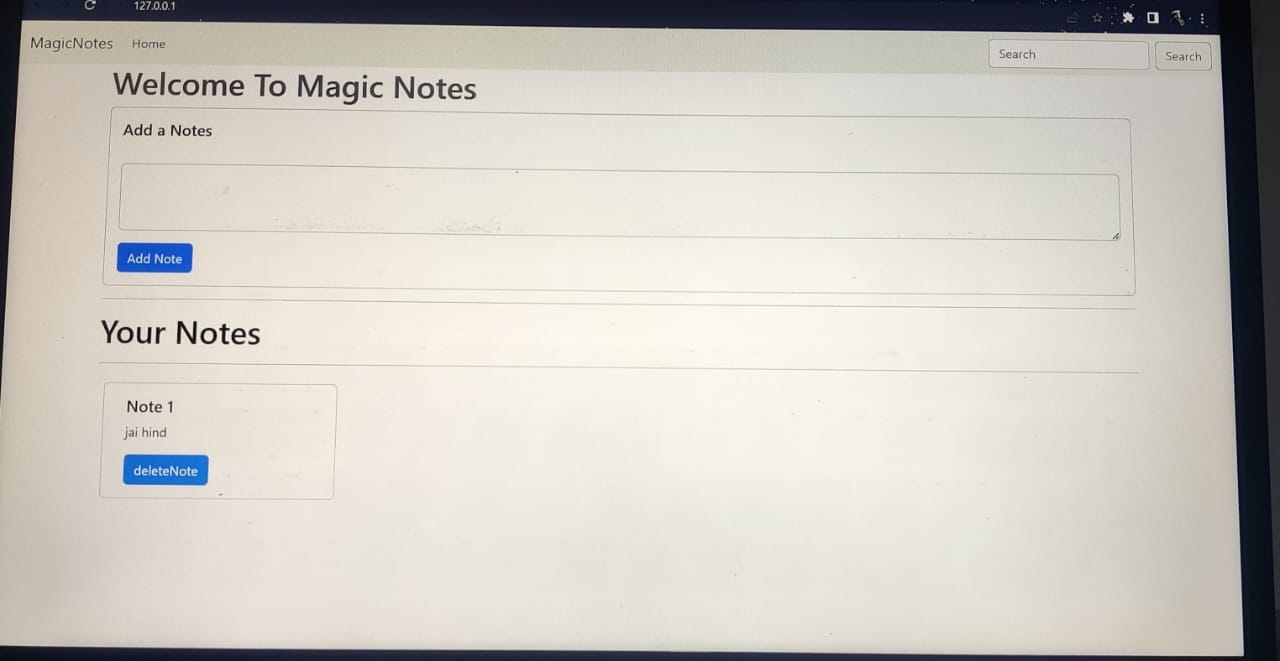 127.0.0.1
MagicNotes Home Search Search
Welcome To Magic Notes
Add a Notes
Add Note
Your Notes
Note 1
jai hind
deleteNote